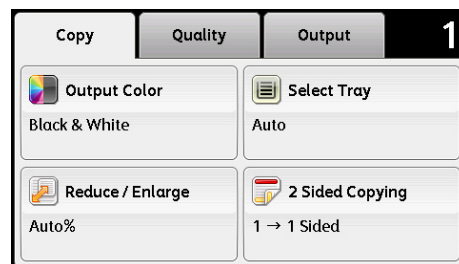 Copy Quality Output 1
Output Color Select Tray
Black & White Auto
Reduce / Enlarge 2 Sided Copying
Auto% 1 → 1 Sided